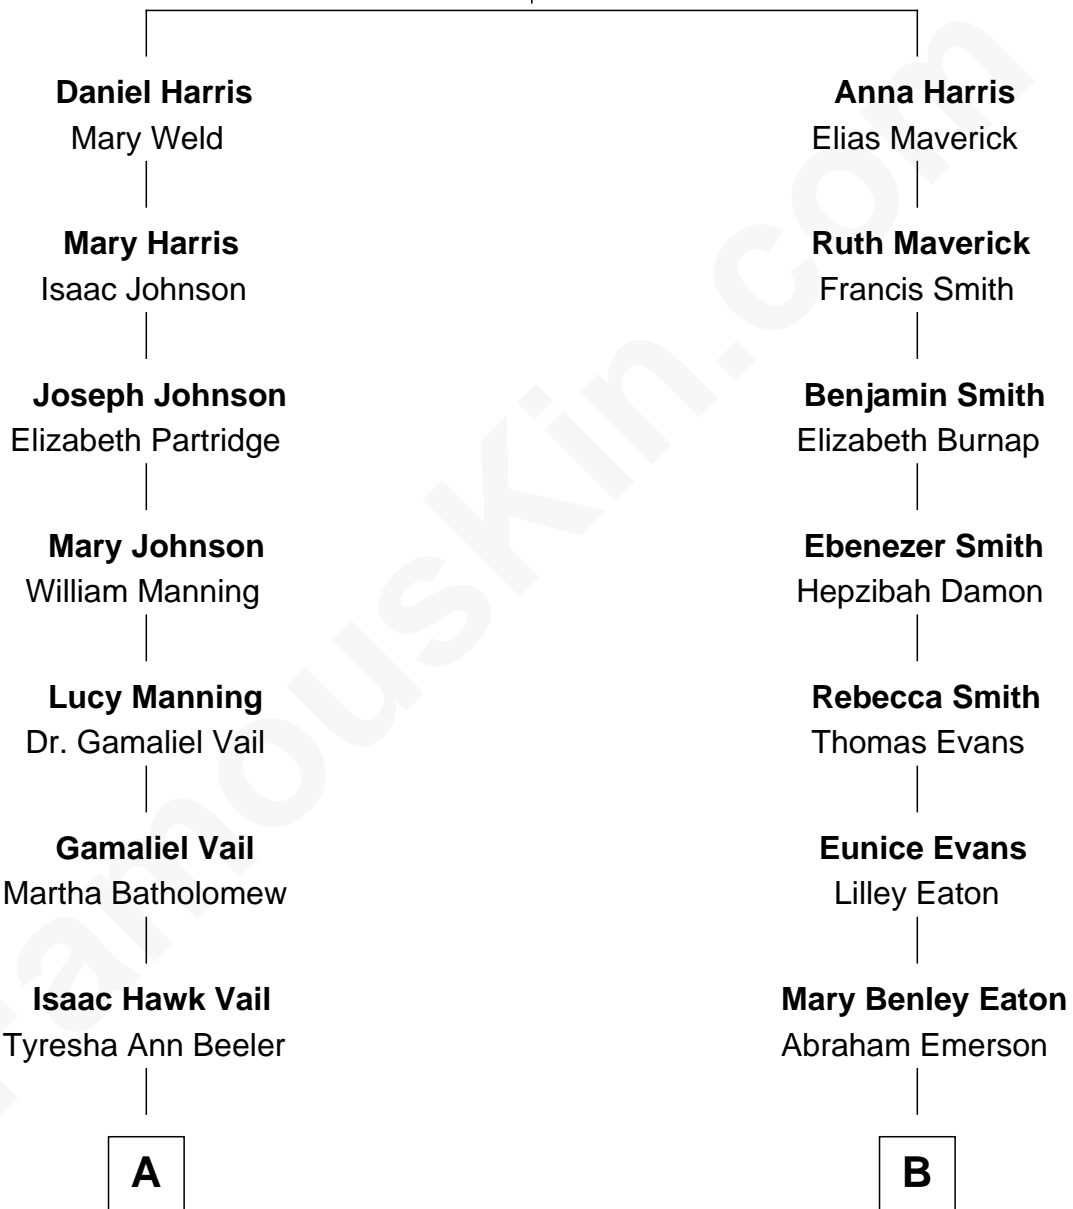 Daniel Harris
Mary Weld
Mary Harris
Isaac Johnson
Joseph Johnson
Elizabeth Partridge
Mary Johnson
William Manning
Lucy Manning
Dr. Gamaliel Vail
Gamaliel Vail
Martha Batholomew
Isaac Hawk Vail
Tyresha Ann Beeler
A
Anna Harris
Elias Maverick
Ruth Maverick
Francis Smith
Benjamin Smith
Elizabeth Burnap
Ebenezer Smith
Hepzibah Damon
Rebecca Smith
Thomas Evans
Eunice Evans
Lilley Eaton
Mary Benley Eaton
Abraham Emerson
B
FamousKin.com